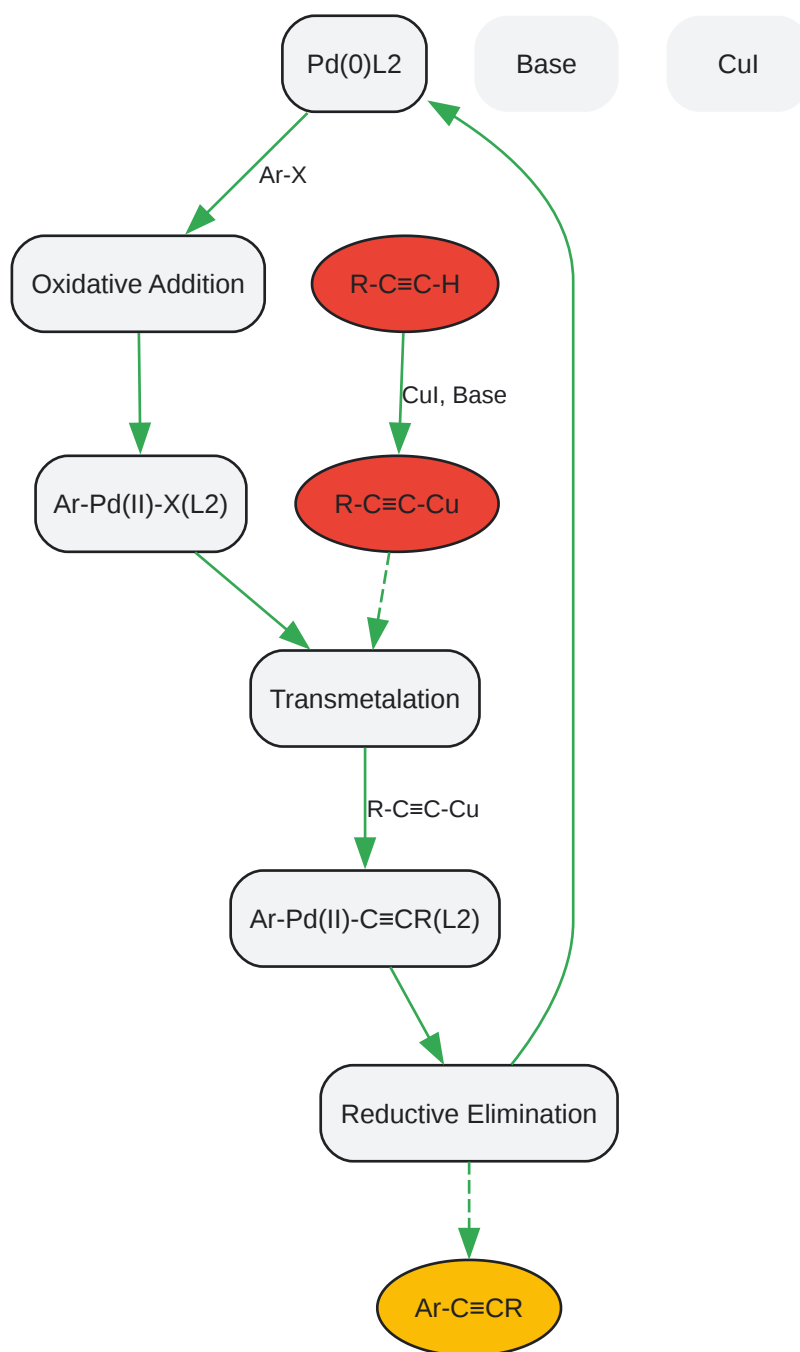 Pd(0)L2
Base
CuI
Ar-X
Oxidative Addition
R-C≡C-H
CuI, Base
Ar-Pd(II)-X(L2)
R-C≡C-Cu
Transmetalation
R-C≡C-Cu
Ar-Pd(II)-C≡CR(L2)
Reductive Elimination
Ar-C≡CR